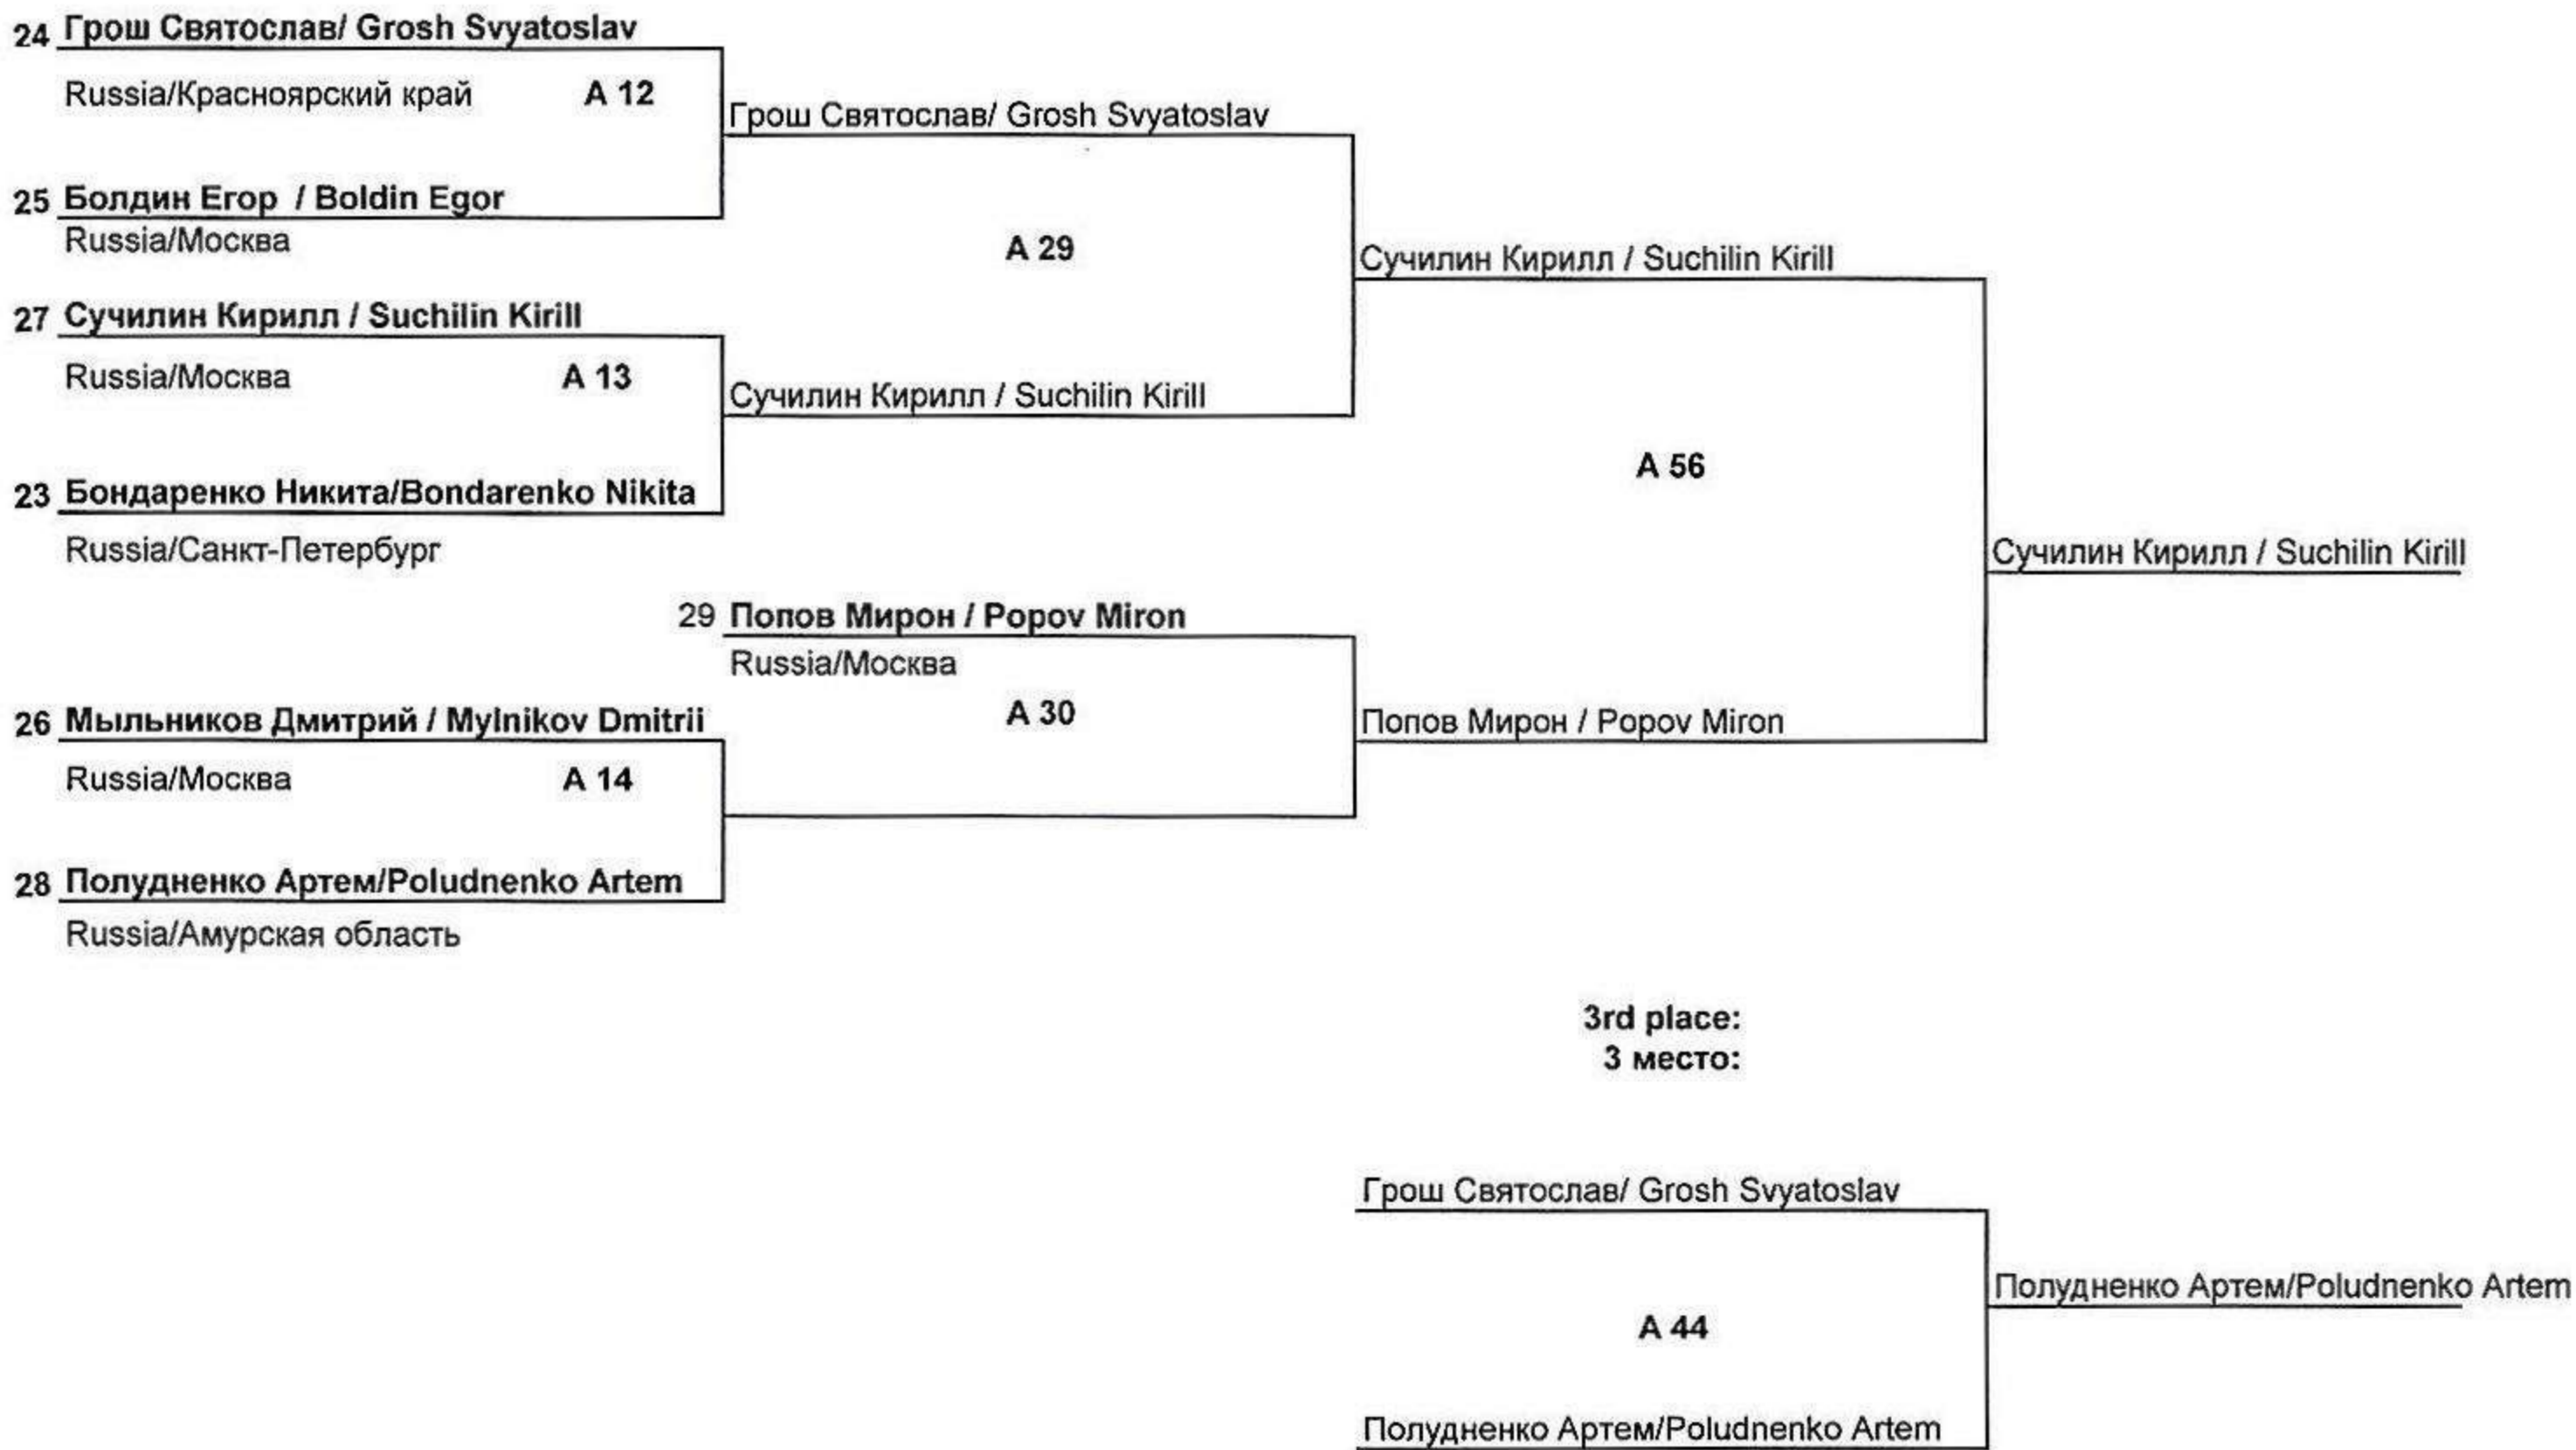 24 Грош Святослав/ Grosh Svyatoslav
Russia/Красноярский край A 12
Грош Святослав/ Grosh Svyatoslav
25 Болдин Егор / Boldin Egor
Russia/Москва
A 29
Сучилин Кирилл / Suchilin Kirill
27 Сучилин Кирилл / Suchilin Kirill
Russia/Москва A 13
Сучилин Кирилл / Suchilin Kirill
A 56
23 Бондаренко Никита/Bondarenko Nikita
Russia/Санкт-Петербург
Сучилин Кирилл / Suchilin Kirill
29 Попов Мирон / Popov Miron
Russia/Москва
A 30
26 Мыльников Дмитрий / Mylnikov Dmitrii
Попов Мирон / Popov Miron
Russia/Москва A 14
28 Полудненко Артем/Poludnenko Artem
Russia/Амурская область
3rd place:
3 место:
Грош Святослав/ Grosh Svyatoslav
Полудненко Артем/Poludnenko Artem
A 44
Полудненко Артем/Poludnenko Artem